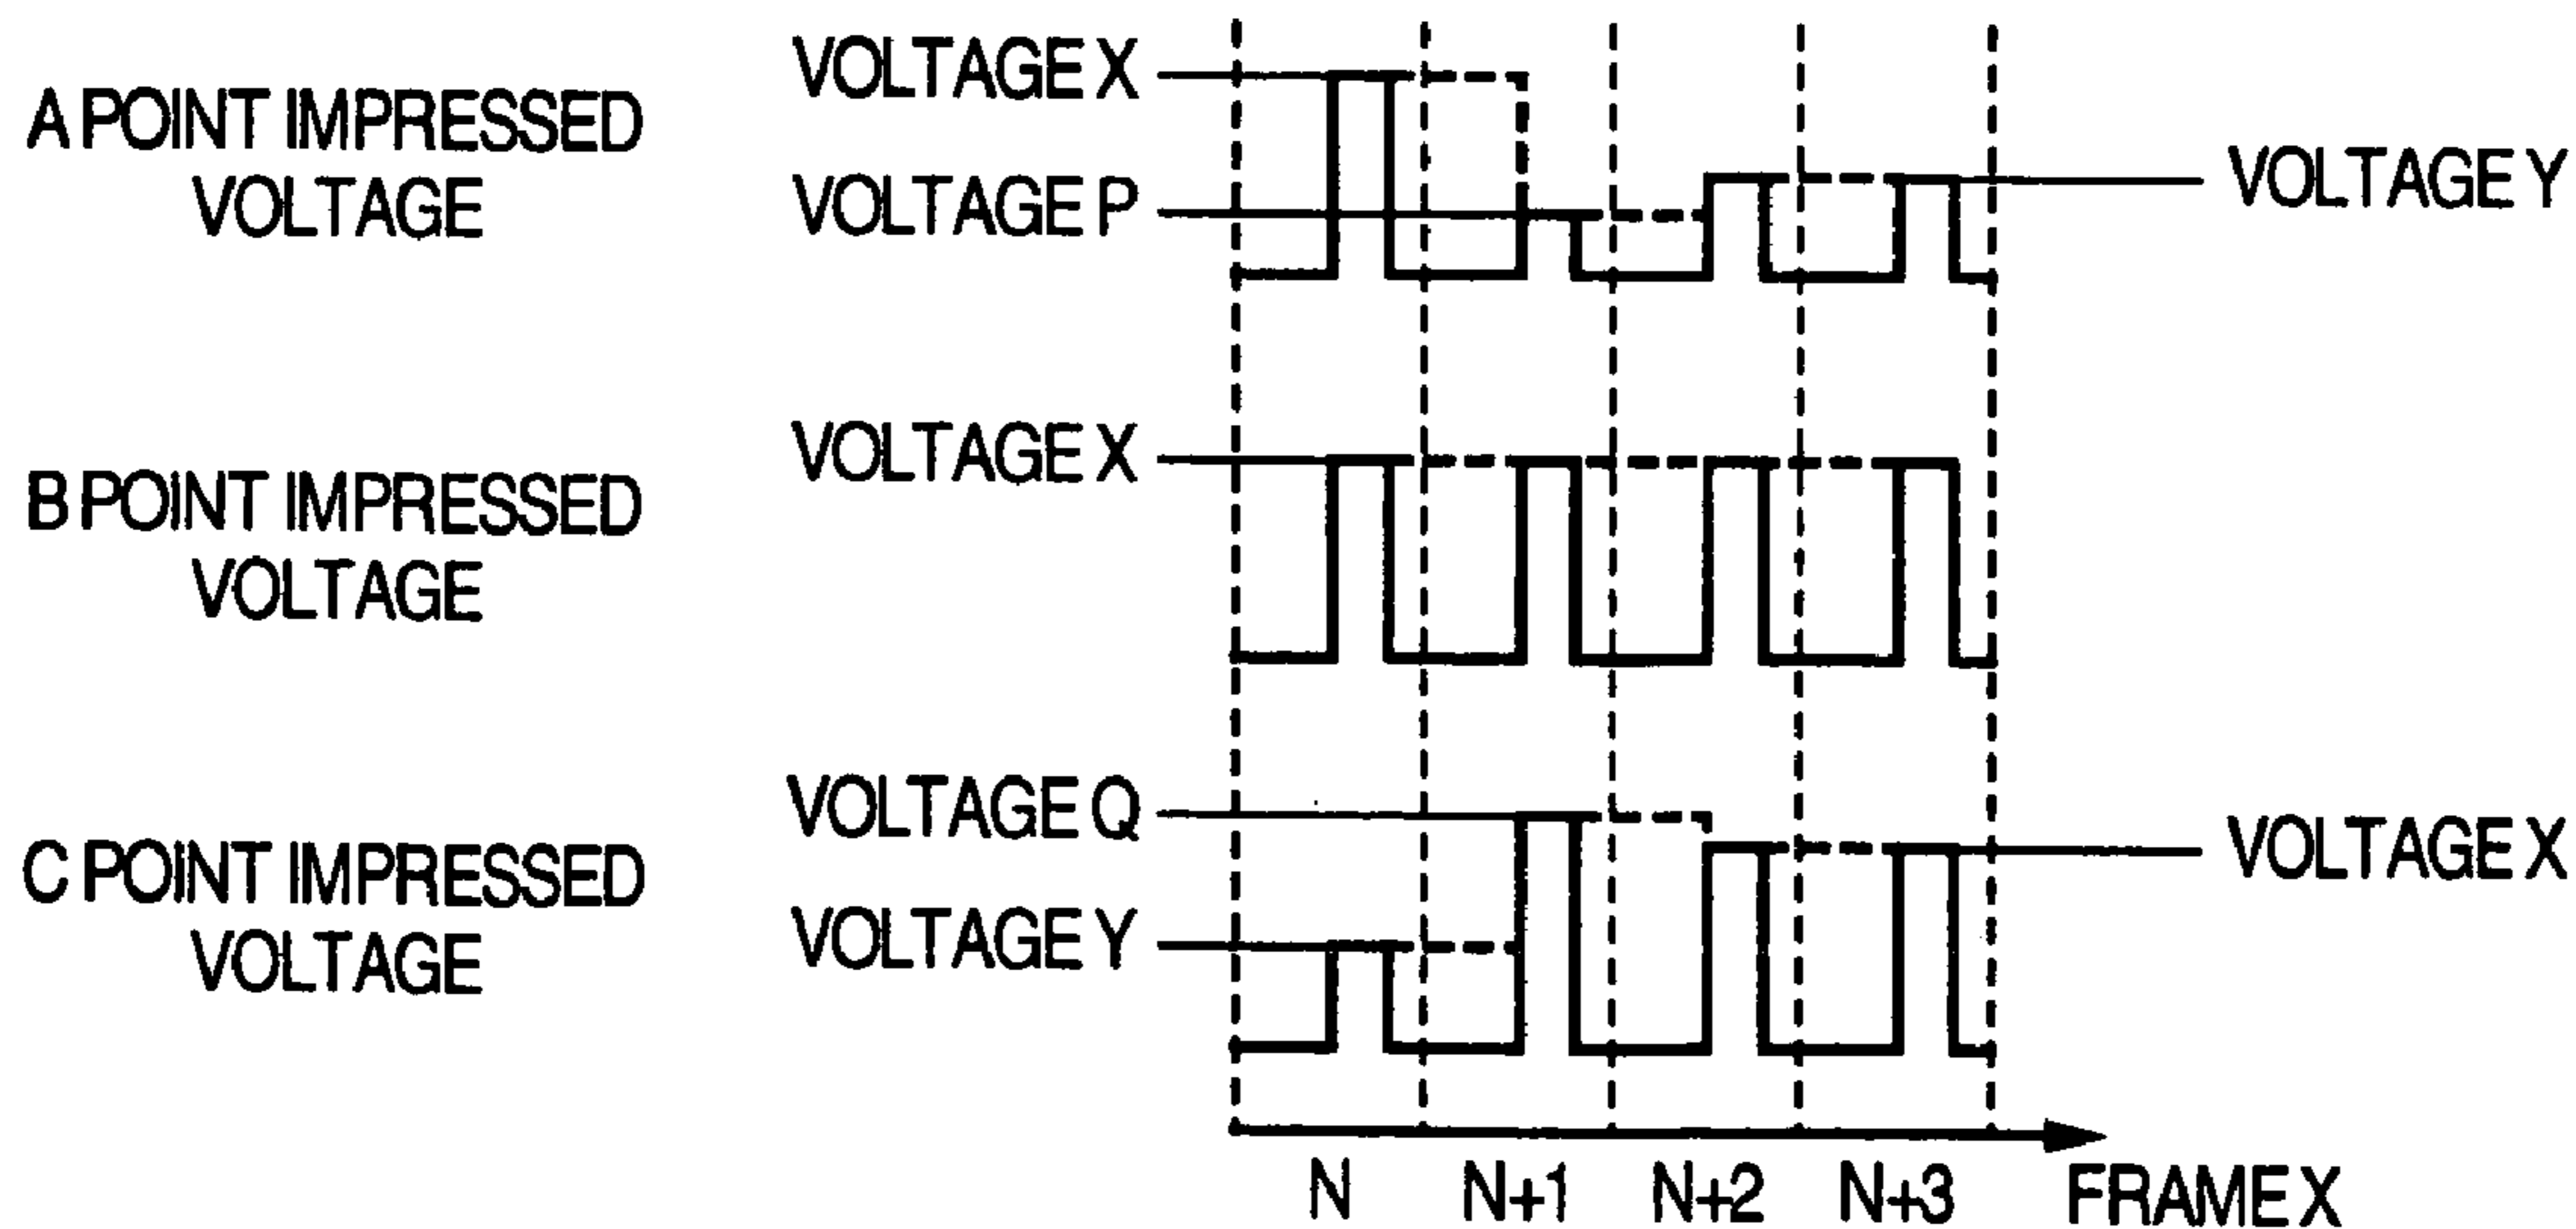 VOLTAGE X
A POINT IMPRESSED
VOLTAGE
VOLTAGE P
VOLTAGE Y
VOLTAGE X
B POINT IMPRESSED
VOLTAGE
VOLTAGE Q
C POINT IMPRESSED
VOLTAGE
VOLTAGE Y
VOLTAGE X
N
N+1
N+2
N+3
FRAME X